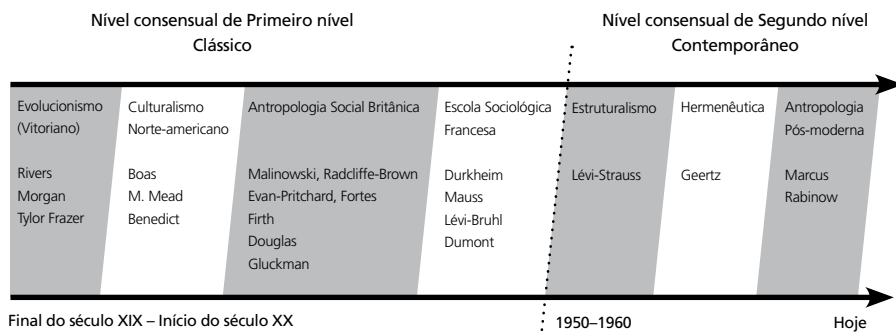 Nível consensual de Primeiro nível
Clássico
Nível consensual de Segundo nível
Contemporâneo
Evolucionismo
(Vitoriano)
Rivers
Morgan
Tylor Frazer
Culturalismo
Norte-americano
Boas
M. Mead
Benedict
Antropologia Social Britânica
Malinowski, Radcliffe-Brown
Evan-Pritchard, Fortes
Firth
Douglas
Gluckman
Escola Sociológica
Francesa
Durkheim
Mauss
Lévi-Bruhl
Dumont
Estruturalismo
Lévi-Strauss
Hermenêutica
Geertz
Antropologia
Pós-moderna
Marcus
Rabinow
Final do século XIX – Início do século XX
1950–1960
Hoje